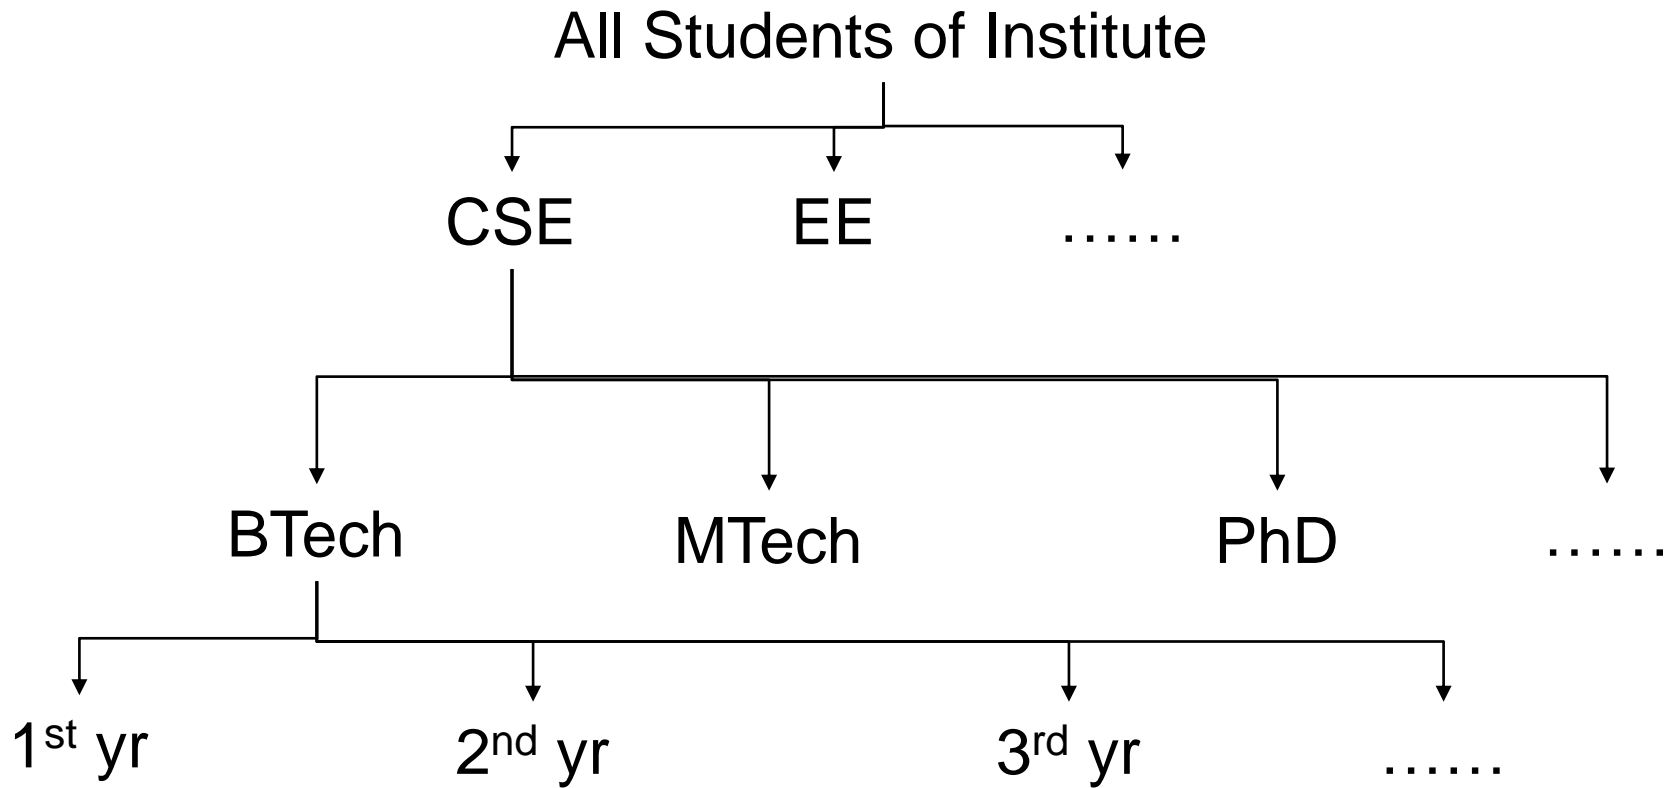 All Students of Institute
CSE EE ……
BTech MTech PhD ……
1st yr 2nd yr 3rd yr ……